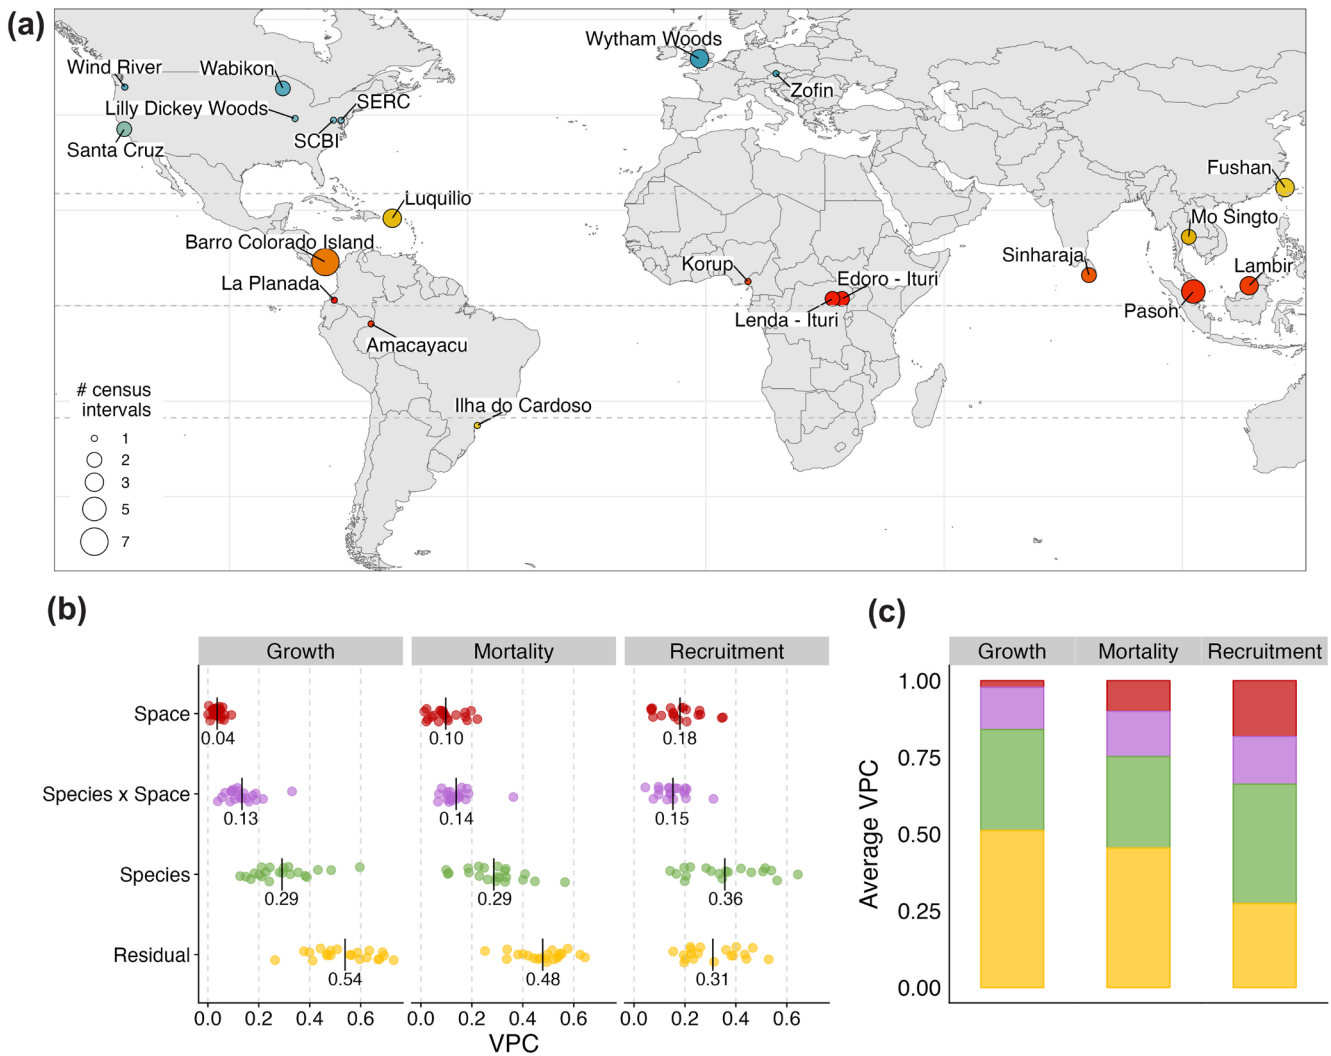 (a)
Wind River
Wabikon
Lilly Dickey Woods
SERC
SCBI
Santa Cruz
Wytham Woods
Zofin
Fushan
Luquillo
Mo Singto
Barro Colorado Island
Sinharaja
Korup
Edoro - Ituri
Lambir
La Planada
Lenda - Ituri
Pasoh
Amacayacu
Ilha do Cardoso
# census
intervals
1
2
3
5
7
(b)
Growth
Mortality
Recruitment
Space
0.04
0.10
0.18
Species x Space
0.13
0.14
0.15
Species
0.29
0.29
0.36
Residual
0.54
0.48
0.31
0.0
0.2
0.4
0.6
0.0
0.2
0.4
0.6
0.0
0.2
0.4
0.6
VPC
(c)
Growth
Mortality
Recruitment
1.00
0.75
0.50
0.25
0.00
Average VPC